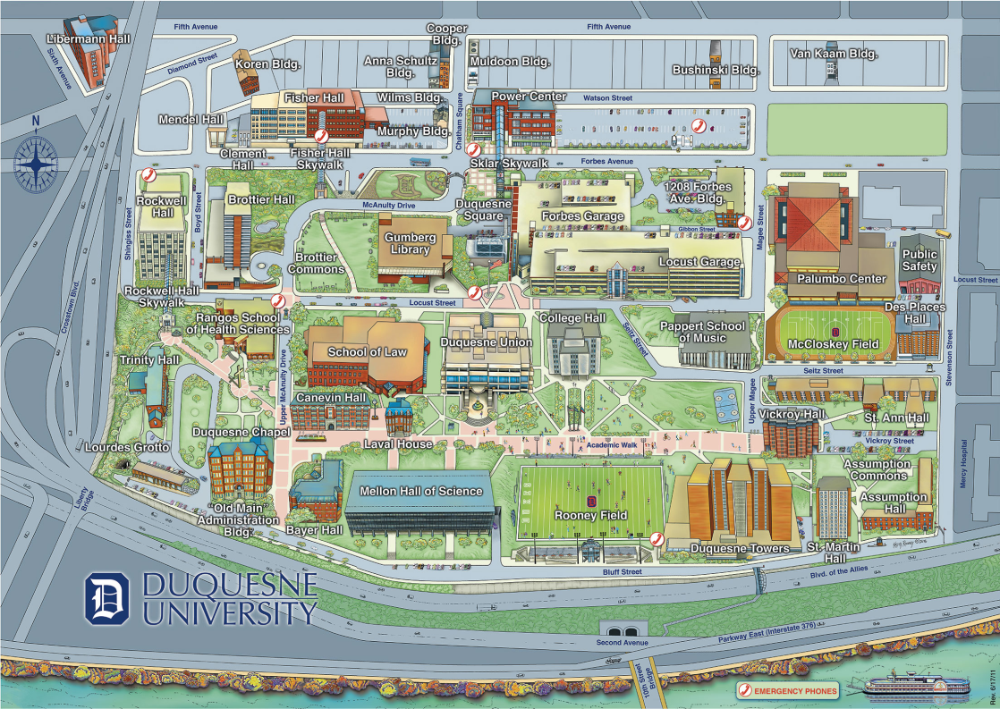 Libermann Hall
Fifth Avenue
Fifth Avenue
Cooper
Bldg.
Sixth Avenue
Diamond Street
Koren Bldg.
Anna Schultz
Bldg.
Muldoon Bldg.
Bushinski Bldg.
Van Kaam Bldg.
Fisher Hall
Wilms Bldg.
Chatham Square
Power Center
Watson Street
N
Mendel Hall
Murphy Bldg.
Clement
Hall
Fisher Hall
Skywalk
Sklar Skywalk
Forbes Avenue
Shingiss Street
Rockwell
Hall
Boyd Street
Brottier Hall
McAnulty Drive
Duquesne
Square
Forbes Garage
1208 Forbes
Ave. Bldg.
Magee Street
Gibbon Street
Gumberg
Library
Brottier
Commons
Locust Garage
Palumbo Center
Public
Safety
Locust Street
Crosstown Blvd.
Rockwell Hall
Skywalk
Locust Street
Rangos School
of Health Sciences
School of Law
Duquesne Union
College Hall
Seitz Street
Pappert School
of Music
Des Places
Hall
McCloskey Field
Seitz Street
Stevenson Street
Trinity Hall
Upper McAnulty Drive
Canevin Hall
Upper Magee
Vickroy Hall
St. Ann Hall
Duquesne Chapel
Laval House
Academic Walk
Vickroy Street
Lourdes Grotto
Mercy Hospital
Assumption
Commons
Liberty
Bridge
Mellon Hall of Science
Assumption
Hall
"Old Main"
Administration
Bldg.
Bayer Hall
Rooney Field
Duquesne Towers
St. Martin
Hall
Bluff Street
Blvd. of the Allies
D
DUQUESNE
UNIVERSITY
Second Avenue
Parkway East (Interstate 376)
10th Street
Bridge
EMERGENCY PHONES
Rev. 6/17/11